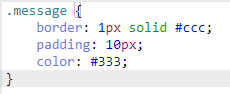 .message {
    border: 1px solid #ccc;
    padding: 10px;
    color: #333;
}